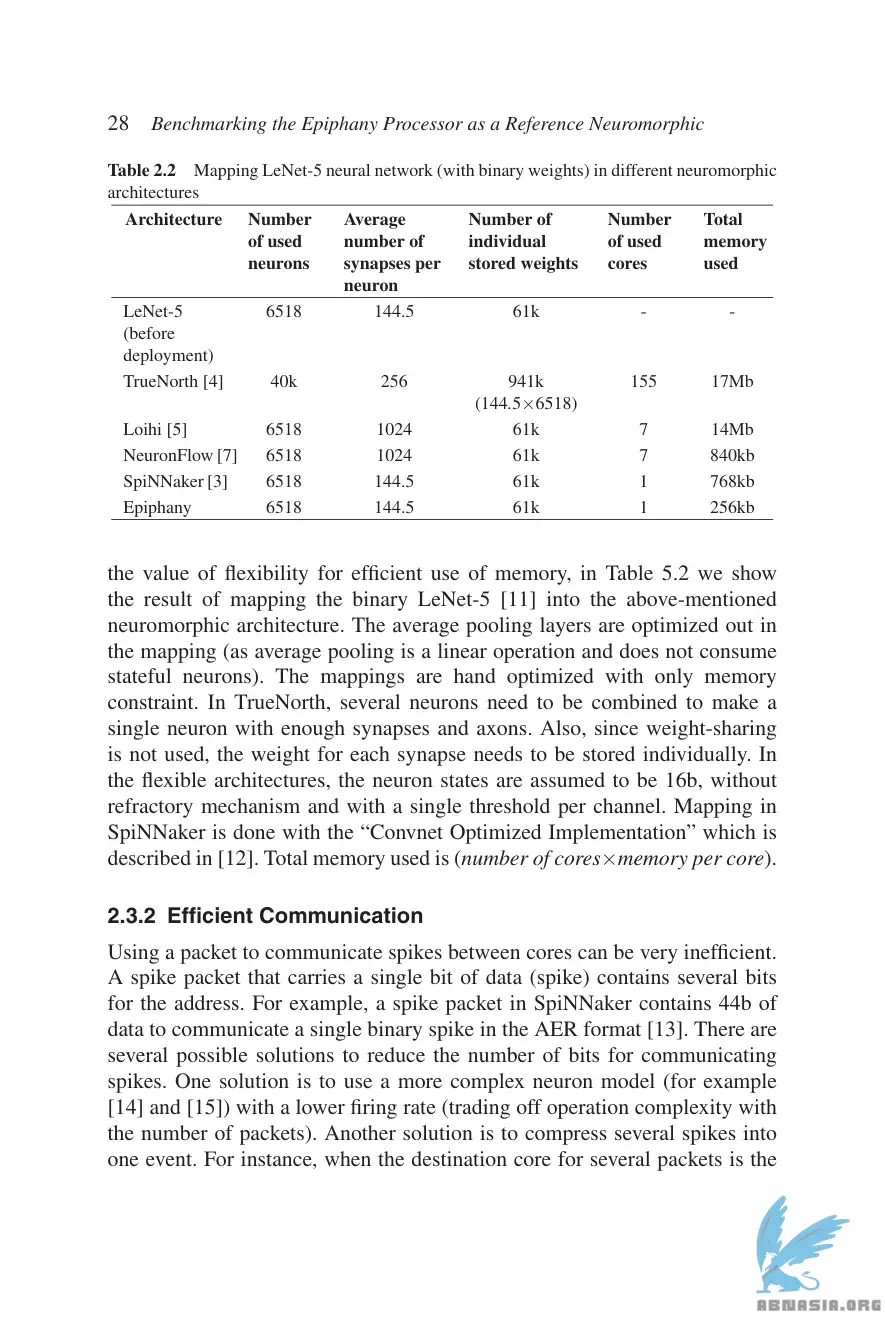 28 Benchmarking the Epiphany Processor as a Reference Neuromorphic
Table 2.2 Mapping LeNet-5 neural network (with binary weights) in different neuromorphic
architectures
Architecture Number Average Number of Number Total
of used number of individual of used memory
neurons synapses per stored weights cores used
neuron
LeNet-5 6518 144.5 61k - -
(before
deployment)
TrueNorth [4] 40k 256 941k 155 17Mb
(144.5×6518)
Loihi [5] 6518 1024 61k 7 14Mb
NeuronFlow [7] 6518 1024 61k 7 840kb
SpiNNaker [3] 6518 144.5 61k 1 768kb
Epiphany 6518 144.5 61k 1 256kb
the value of flexibility for efficient use of memory, in Table 5.2 we show
the result of mapping the binary LeNet-5 [11] into the above-mentioned
neuromorphic architecture. The average pooling layers are optimized out in
the mapping (as average pooling is a linear operation and does not consume
stateful neurons). The mappings are hand optimized with only memory
constraint. In TrueNorth, several neurons need to be combined to make a
single neuron with enough synapses and axons. Also, since weight-sharing
is not used, the weight for each synapse needs to be stored individually. In
the flexible architectures, the neuron states are assumed to be 16b, without
refractory mechanism and with a single threshold per channel. Mapping in
SpiNNaker is done with the “Convnet Optimized Implementation” which is
described in [12]. Total memory used is (number of cores×memory per core).
2.3.2 Efficient Communication
Using a packet to communicate spikes between cores can be very inefficient.
A spike packet that carries a single bit of data (spike) contains several bits
for the address. For example, a spike packet in SpiNNaker contains 44b of
data to communicate a single binary spike in the AER format [13]. There are
several possible solutions to reduce the number of bits for communicating
spikes. One solution is to use a more complex neuron model (for example
[14] and [15]) with a lower firing rate (trading off operation complexity with
the number of packets). Another solution is to compress several spikes into
one event. For instance, when the destination core for several packets is the
ABNASIA.ORG